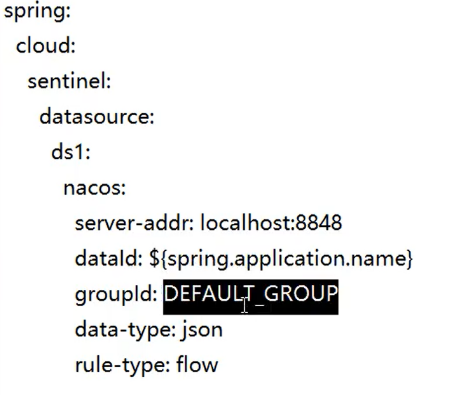 spring:
cloud:
sentinel:
datasource:
ds1:
nacos:
server-addr: localhost:8848
dataId: ${spring.application.name}
groupId: DEFAULT_GROUP
data-type: json
rule-type: flow